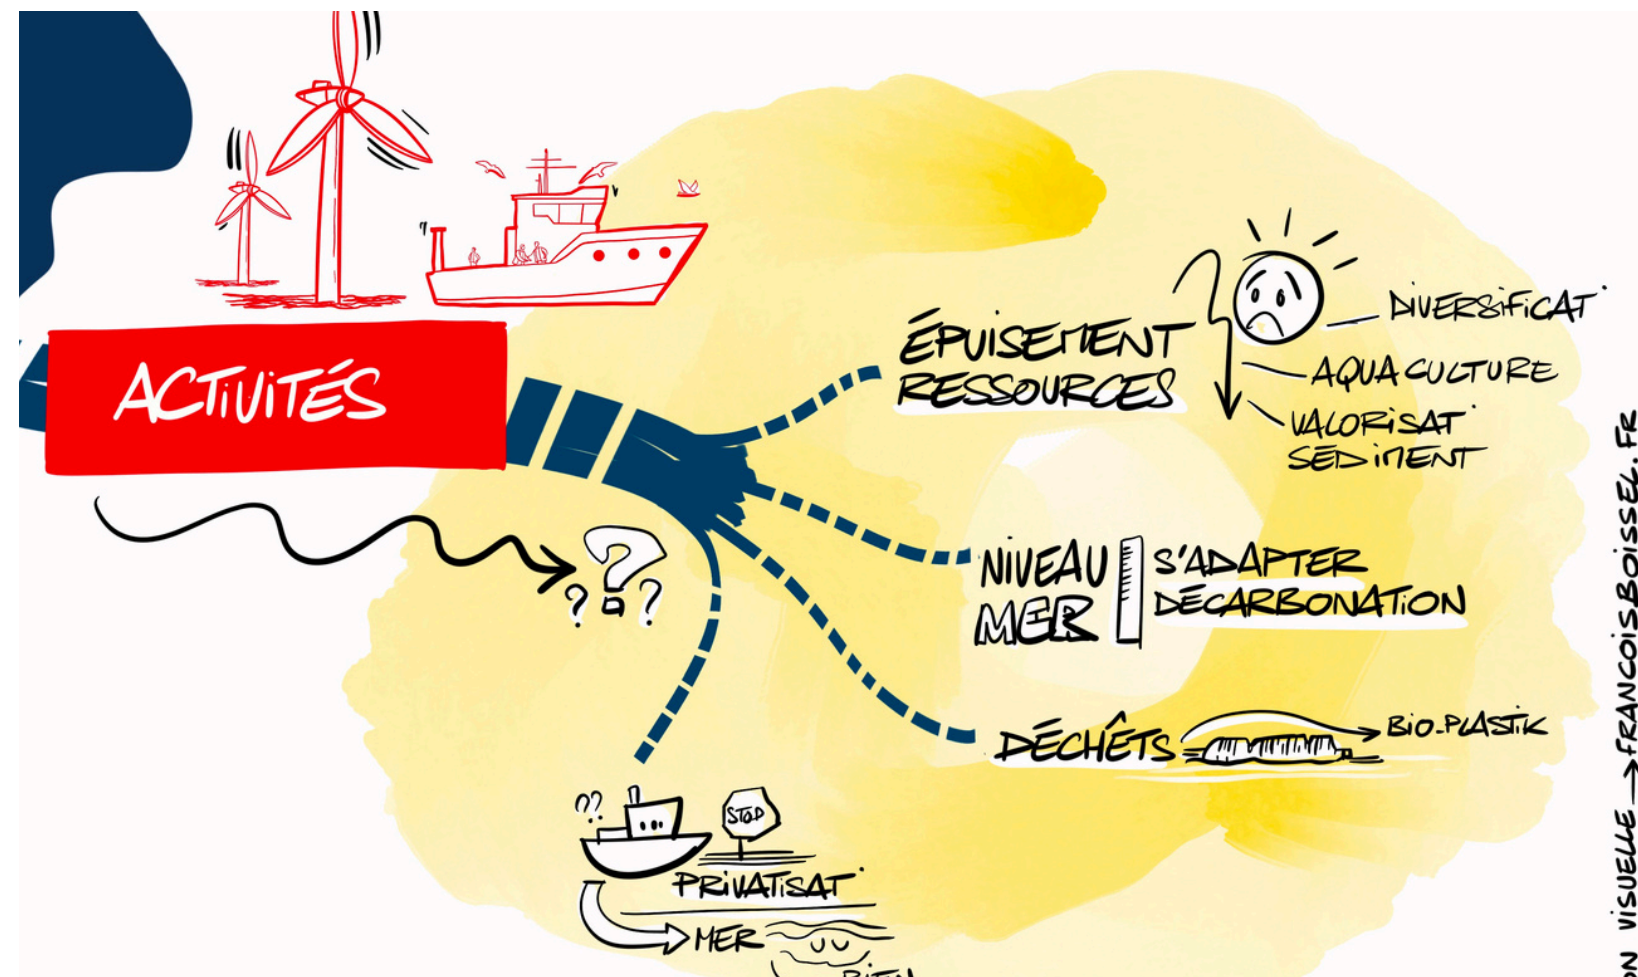 ACTIVITÉS
? ? ?
ÉPUISEMENT
RESSOURCES
DIVERSIFICAT°
AQUACULTURE
VALORISAT°
SÉDIMENT
NIVEAU
MER
S'ADAPTER
DÉCARBONATION
DÉCHÊTS
BIO-PLASTIK
??
STOP
PRIVATISAT°
MER
VISUELLE → FRANCOISBOISSEL.FR